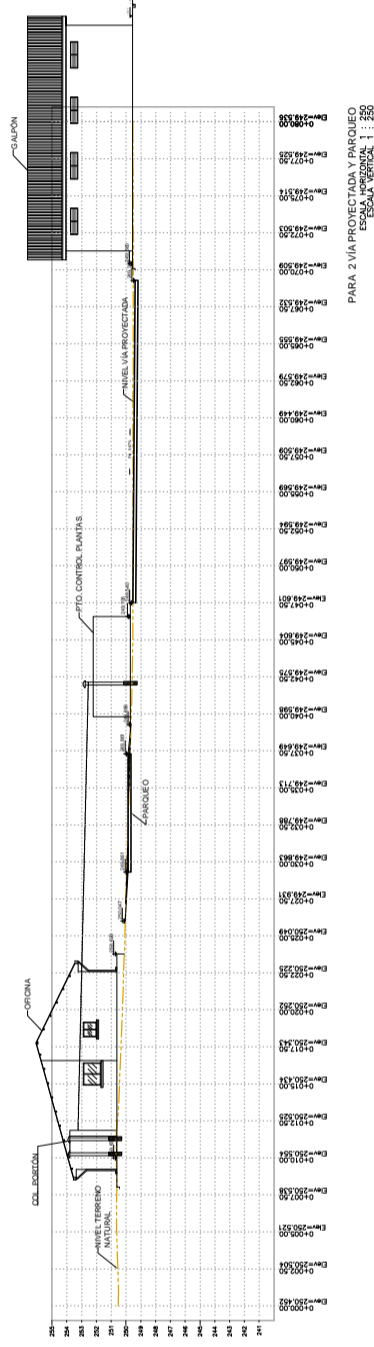 GALPÓN
NIVEL VÍA PROYECTADA
PTO. CONTROL PLANTAS
PARQUEO
OFICINA
COL. PORTÓN
NIVEL TERRENO
NATURAL
255
254
253
252
251
250
249
248
247
246
245
244
243
242
241
0+000.00
Elev=250.482
0+002.50
Elev=250.504
0+005.00
Elev=250.521
0+007.50
Elev=250.538
0+010.00
Elev=250.554
0+012.50
Elev=250.525
0+015.00
Elev=250.434
0+017.50
Elev=250.343
0+020.00
Elev=250.252
0+022.50
Elev=250.225
0+025.00
Elev=250.049
0+027.50
Elev=249.931
0+030.00
Elev=249.863
0+032.50
Elev=249.788
0+035.00
Elev=249.713
0+037.50
Elev=249.649
0+040.00
Elev=249.598
0+042.50
Elev=249.575
0+045.00
Elev=249.604
0+047.50
Elev=249.601
0+050.00
Elev=249.597
0+052.50
Elev=249.594
0+055.00
Elev=249.569
0+057.50
Elev=249.509
0+060.00
Elev=249.449
0+062.50
Elev=249.579
0+065.00
Elev=249.555
0+067.50
Elev=249.532
0+070.00
Elev=249.509
0+072.50
Elev=249.503
0+075.00
Elev=249.514
0+077.50
Elev=249.525
0+080.00
Elev=249.536
PARA 2 VÍA PROYECTADA Y PARQUEO
ESCALA HORIZONTAL 1 : 250
ESCALA VERTICAL 1 : 250